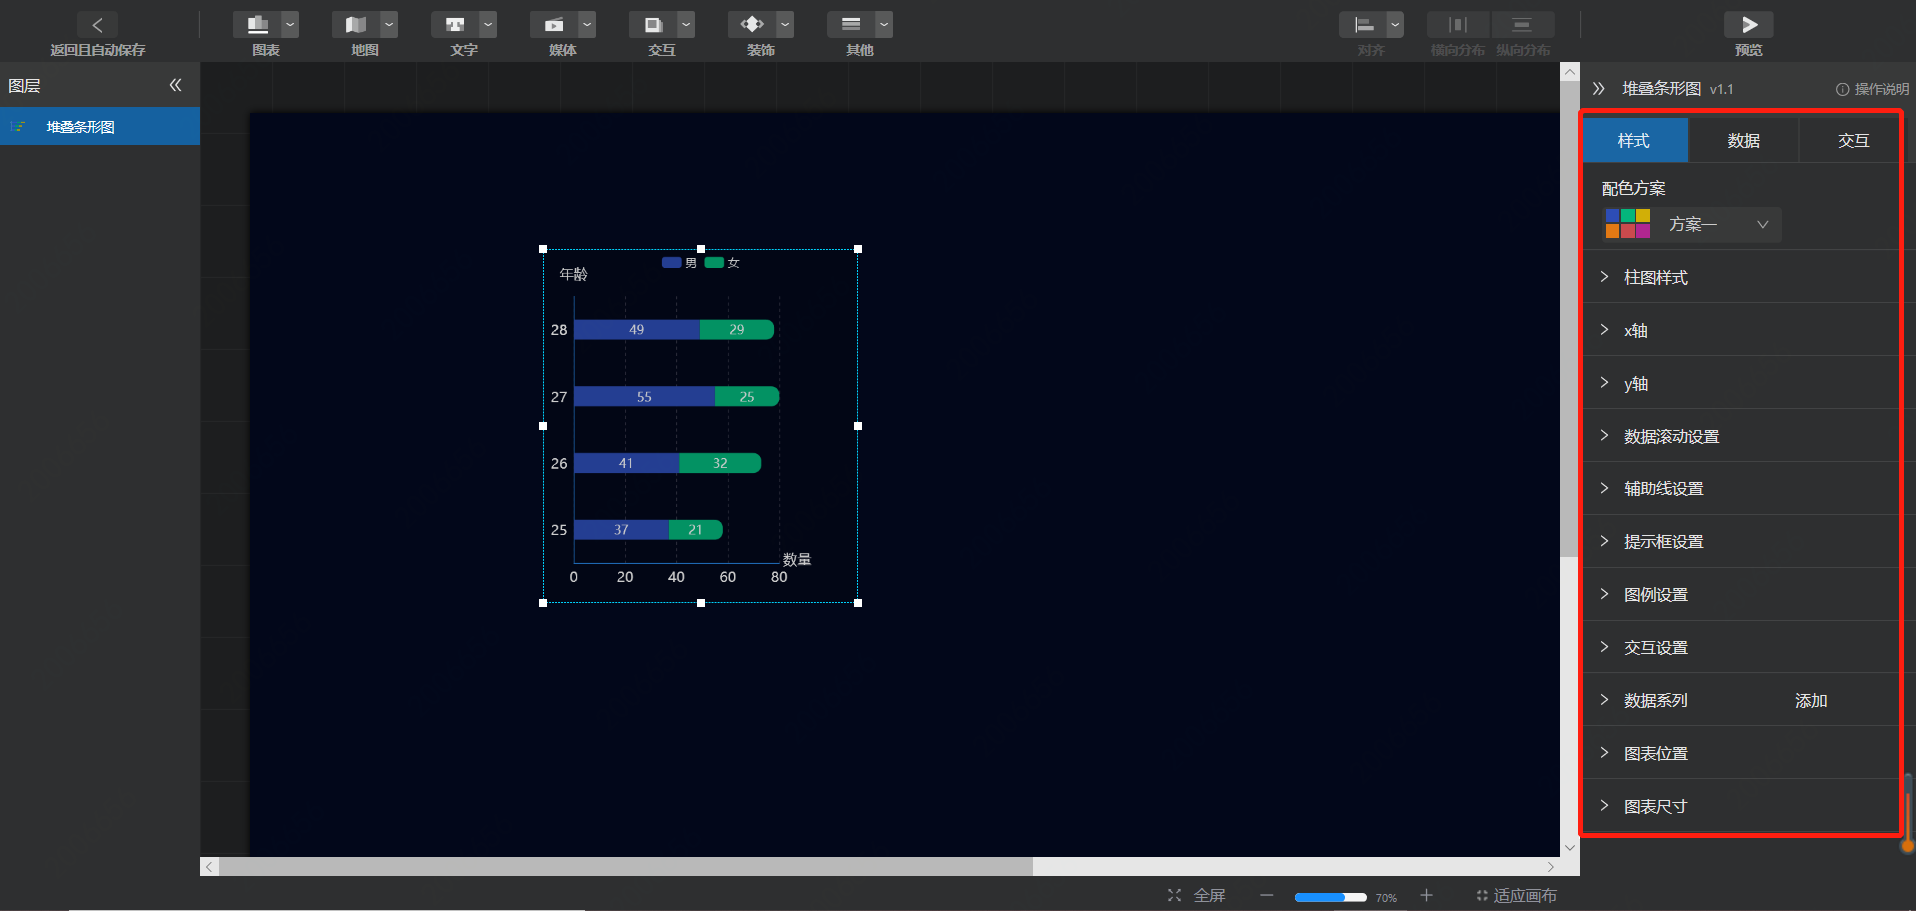 返回且自动保存
图表
地图
文字
媒体
交互
装饰
其他
对齐
横向分布
纵向分布
预览
图层
堆叠条形图
年龄
男 女
28 49 29
27 55 25
26 41 32
25 37 21
数量
0 20 40 60 80
堆叠条形图 v1.1 操作说明
样式 数据 交互
配色方案
方案一
柱图样式
x轴
y轴
数据滚动设置
辅助线设置
提示框设置
图例设置
交互设置
数据系列 添加
图表位置
图表尺寸
全屏 70% 适应画布